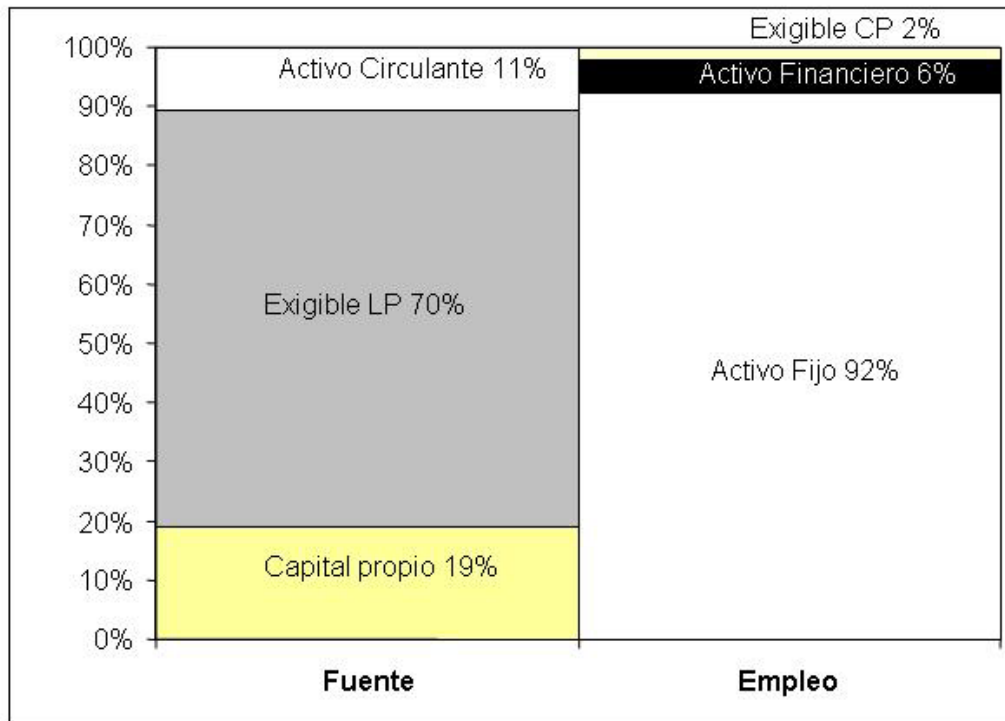 Exigible CP 2%
100%
Activo Circulante 11%
Activo Financiero 6%
90%
80%
70%
60%
Exigible LP 70%
50%
Activo Fijo 92%
40%
30%
20%
Capital propio 19%
10%
0%
Fuente
Empleo